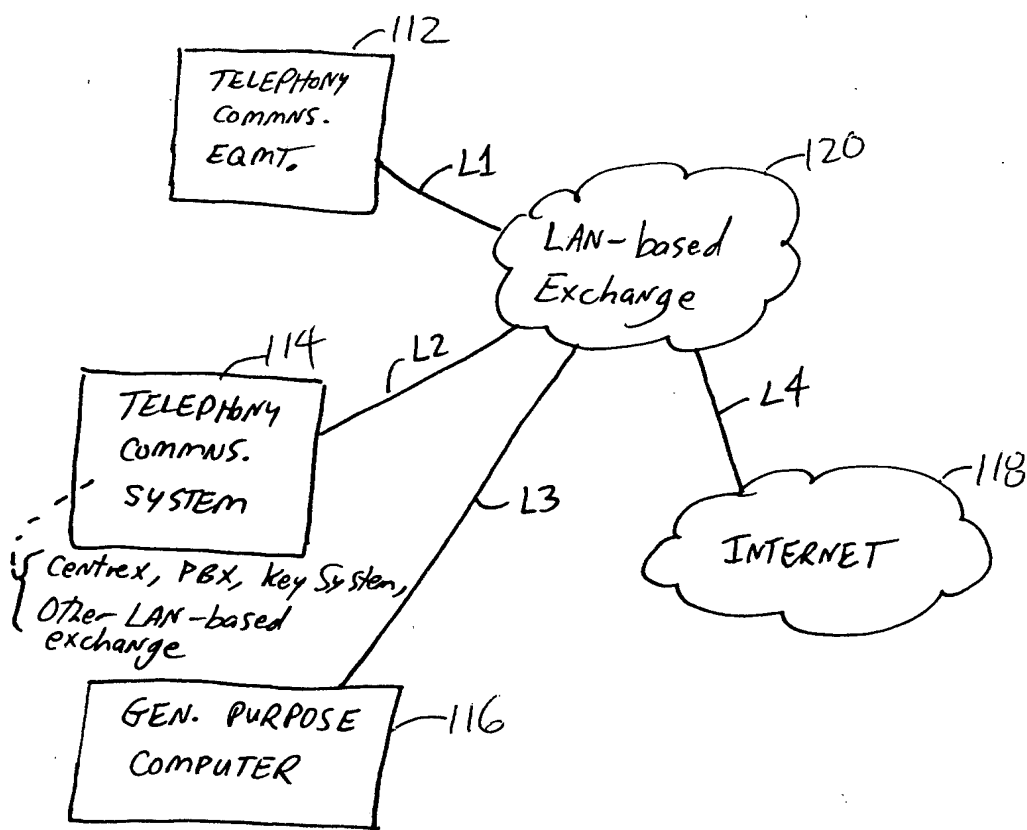 112
TELEPHONY
COMMNS.
EQMT.
L1
120
LAN-based
Exchange
114
L2
TELEPHONY
COMMNS.
SYSTEM
L4
118
L3
INTERNET
Centrex, PBX, Key System,
Other LAN-based
exchange
GEN. PURPOSE
COMPUTER
116